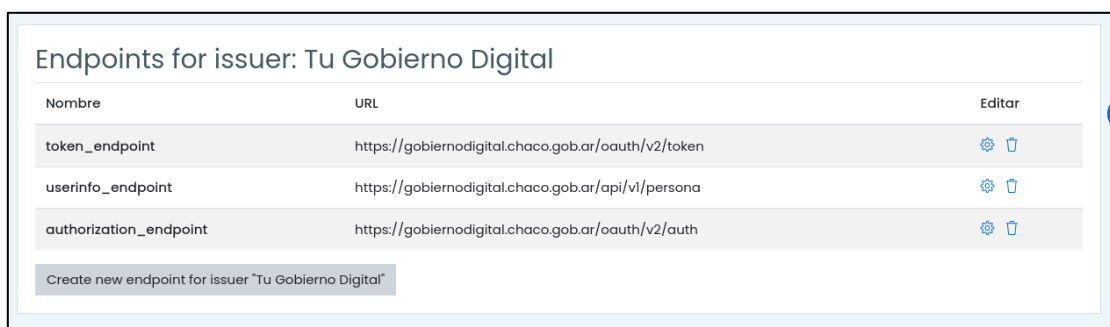 Endpoints for issuer: Tu Gobierno Digital
Nombre URL Editar
token_endpoint https://gobiernodigital.chaco.gob.ar/oauth/v2/token
userinfo_endpoint https://gobiernodigital.chaco.gob.ar/api/v1/persona
authorization_endpoint https://gobiernodigital.chaco.gob.ar/oauth/v2/auth
Create new endpoint for issuer "Tu Gobierno Digital"